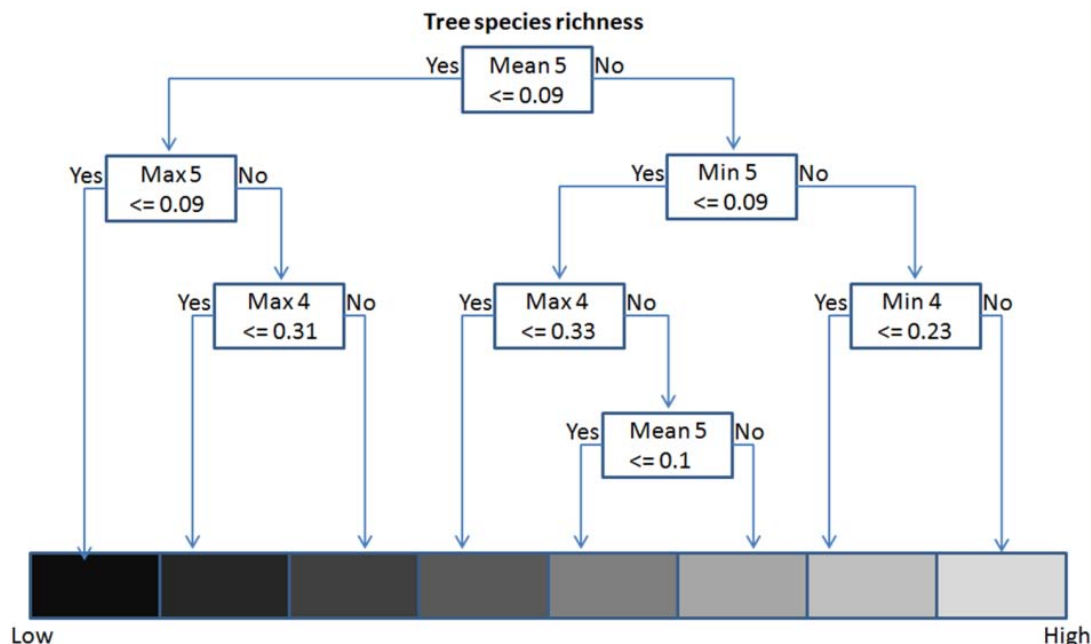 Tree species richness
Yes
Mean 5
<= 0.09
No
Yes
Max 5
<= 0.09
No
Yes
Min 5
<= 0.09
No
Yes
Max 4
<= 0.31
No
Yes
Max 4
<= 0.33
No
Yes
Min 4
<= 0.23
No
Yes
Mean 5
<= 0.1
No
Low
High